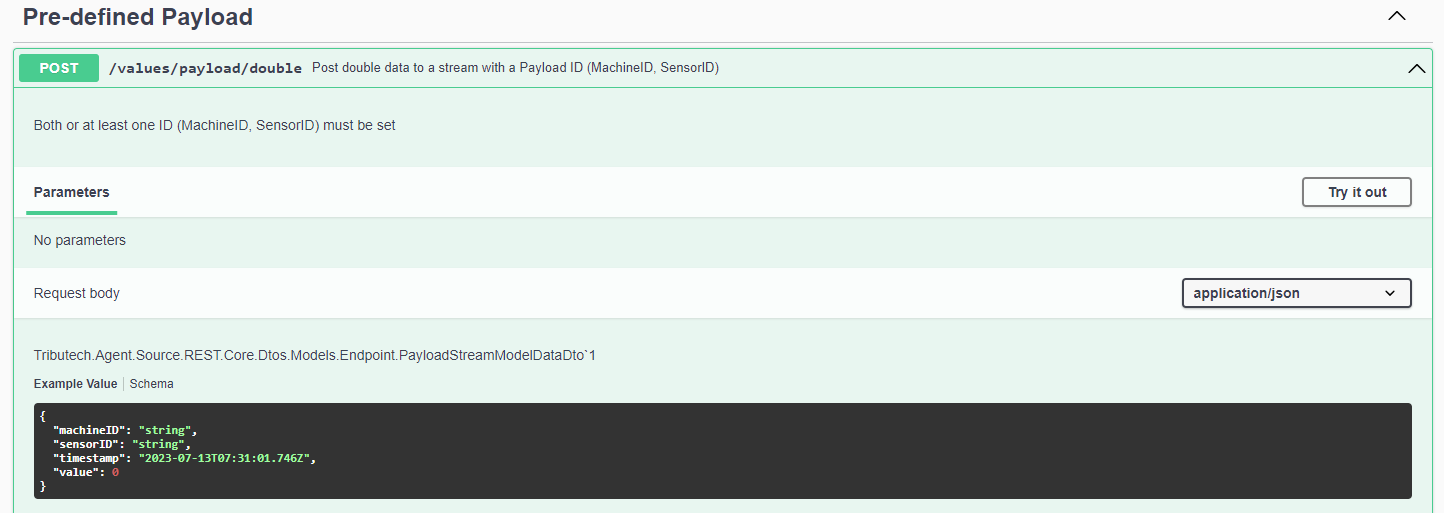 Pre-defined Payload
POST /values/payload/double Post double data to a stream with a Payload ID (MachineID, SensorID)
Both or at least one ID (MachineID, SensorID) must be set
Parameters Try it out
No parameters
Request body application/json
Tributech.Agent.Source.REST.Core.Dtos.Models.Endpoint.PayloadStreamModelDataDto`1
Example Value Schema
{
"machineID": "string",
"sensorID": "string",
"timestamp": "2023-07-13T07:31:01.746Z",
"value": 0
}